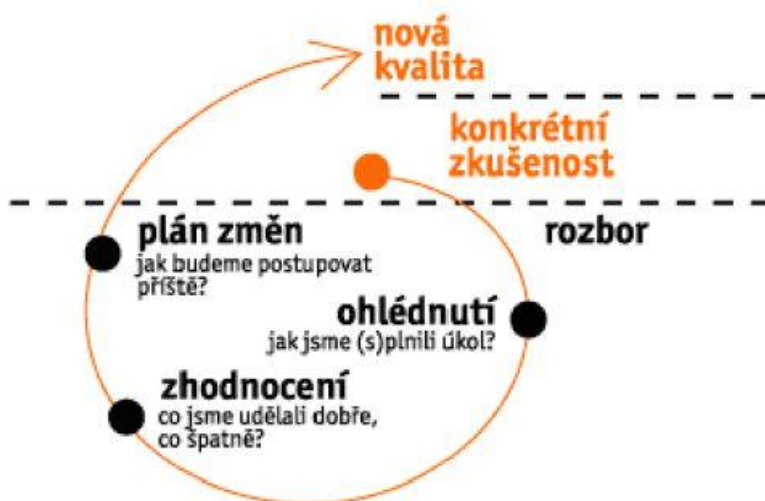 nová
kvalita
konkrétní
zkušenost
plán změn
jak budeme postupovat
příště?
rozbor
ohlédnutí
jak jsme (s)plnili úkol?
zhodnocení
co jsme udělali dobře,
co špatně?